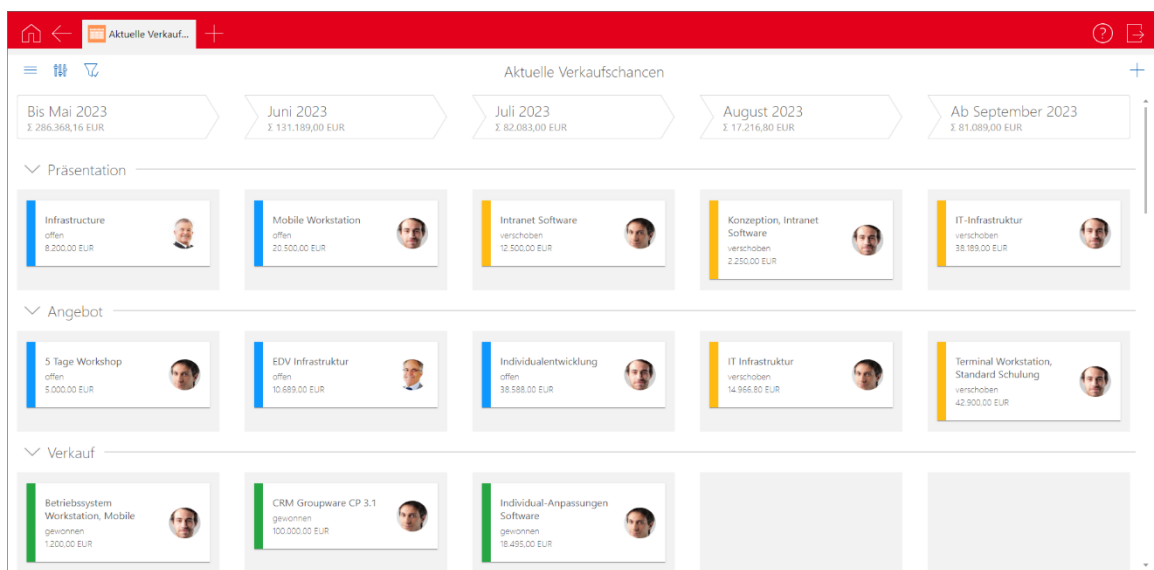 Aktuelle Verkauf...
?
Aktuelle Verkaufschancen
Bis Mai 2023
Σ 286.368,16 EUR
Juni 2023
Σ 131.189,00 EUR
Juli 2023
Σ 82.083,00 EUR
August 2023
Σ 17.216,80 EUR
Ab September 2023
Σ 81.089,00 EUR
Präsentation
Infrastructure
offen
8.200,00 EUR
Mobile Workstation
offen
20.500,00 EUR
Intranet Software
verschoben
12.500,00 EUR
Konzeption, Intranet
Software
verschoben
2.250,00 EUR
IT-Infrastruktur
verschoben
38.189,00 EUR
Angebot
5 Tage Workshop
offen
5.000,00 EUR
EDV Infrastruktur
offen
10.689,00 EUR
Individualentwicklung
offen
38.588,00 EUR
IT Infrastruktur
verschoben
14.966,80 EUR
Terminal Workstation,
Standard Schulung
verschoben
42.900,00 EUR
Verkauf
Betriebssystem
Workstation, Mobile
gewonnen
1.200,00 EUR
CRM Groupware CP 3.1
gewonnen
100.000,00 EUR
Individual-Anpassungen
Software
gewonnen
18.495,00 EUR